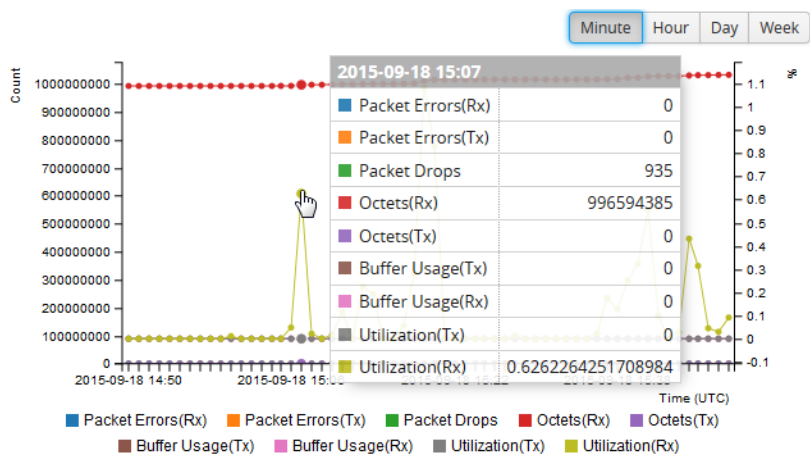 Minute Hour Day Week
Count
%
2015-09-18 15:07
Packet Errors(Rx) 0
Packet Errors(Tx) 0
Packet Drops 935
Octets(Rx) 996594385
Octets(Tx) 0
Buffer Usage(Tx) 0
Buffer Usage(Rx) 0
Utilization(Tx) 0
Utilization(Rx) 0.6262264251708984
1000000000
900000000
800000000
700000000
600000000
500000000
400000000
300000000
200000000
100000000
0
1.1
1
0.9
0.8
0.7
0.6
0.5
0.4
0.3
0.2
0.1
0
-0.1
2015-09-18 14:50
2015-09-18
Time (UTC)
Packet Errors(Rx) Packet Errors(Tx) Packet Drops Octets(Rx) Octets(Tx)
Buffer Usage(Tx) Buffer Usage(Rx) Utilization(Tx) Utilization(Rx)